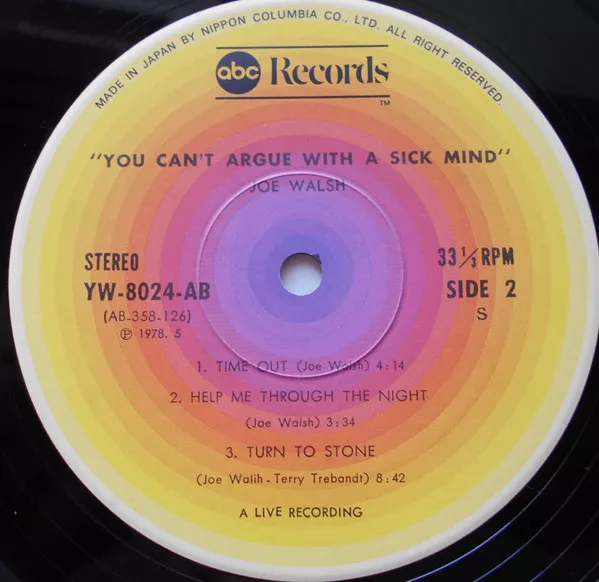 MADE IN JAPAN BY NIPPON COLUMBIA CO., LTD. ALL RIGHT RESERVED.
abc Records
TM
"YOU CAN'T ARGUE WITH A SICK MIND"
JOE WALSH
STEREO
YW-8024-AB
(AB-358-126)
Ⓟ 1978. 5
33 1/3 RPM
SIDE 2
S
1. TIME OUT (Joe Walsh) 4:14
2. HELP ME THROUGH THE NIGHT
(Joe Walsh) 3:34
3. TURN TO STONE
(Joe Walih - Terry Trebandt) 8:42
A LIVE RECORDING